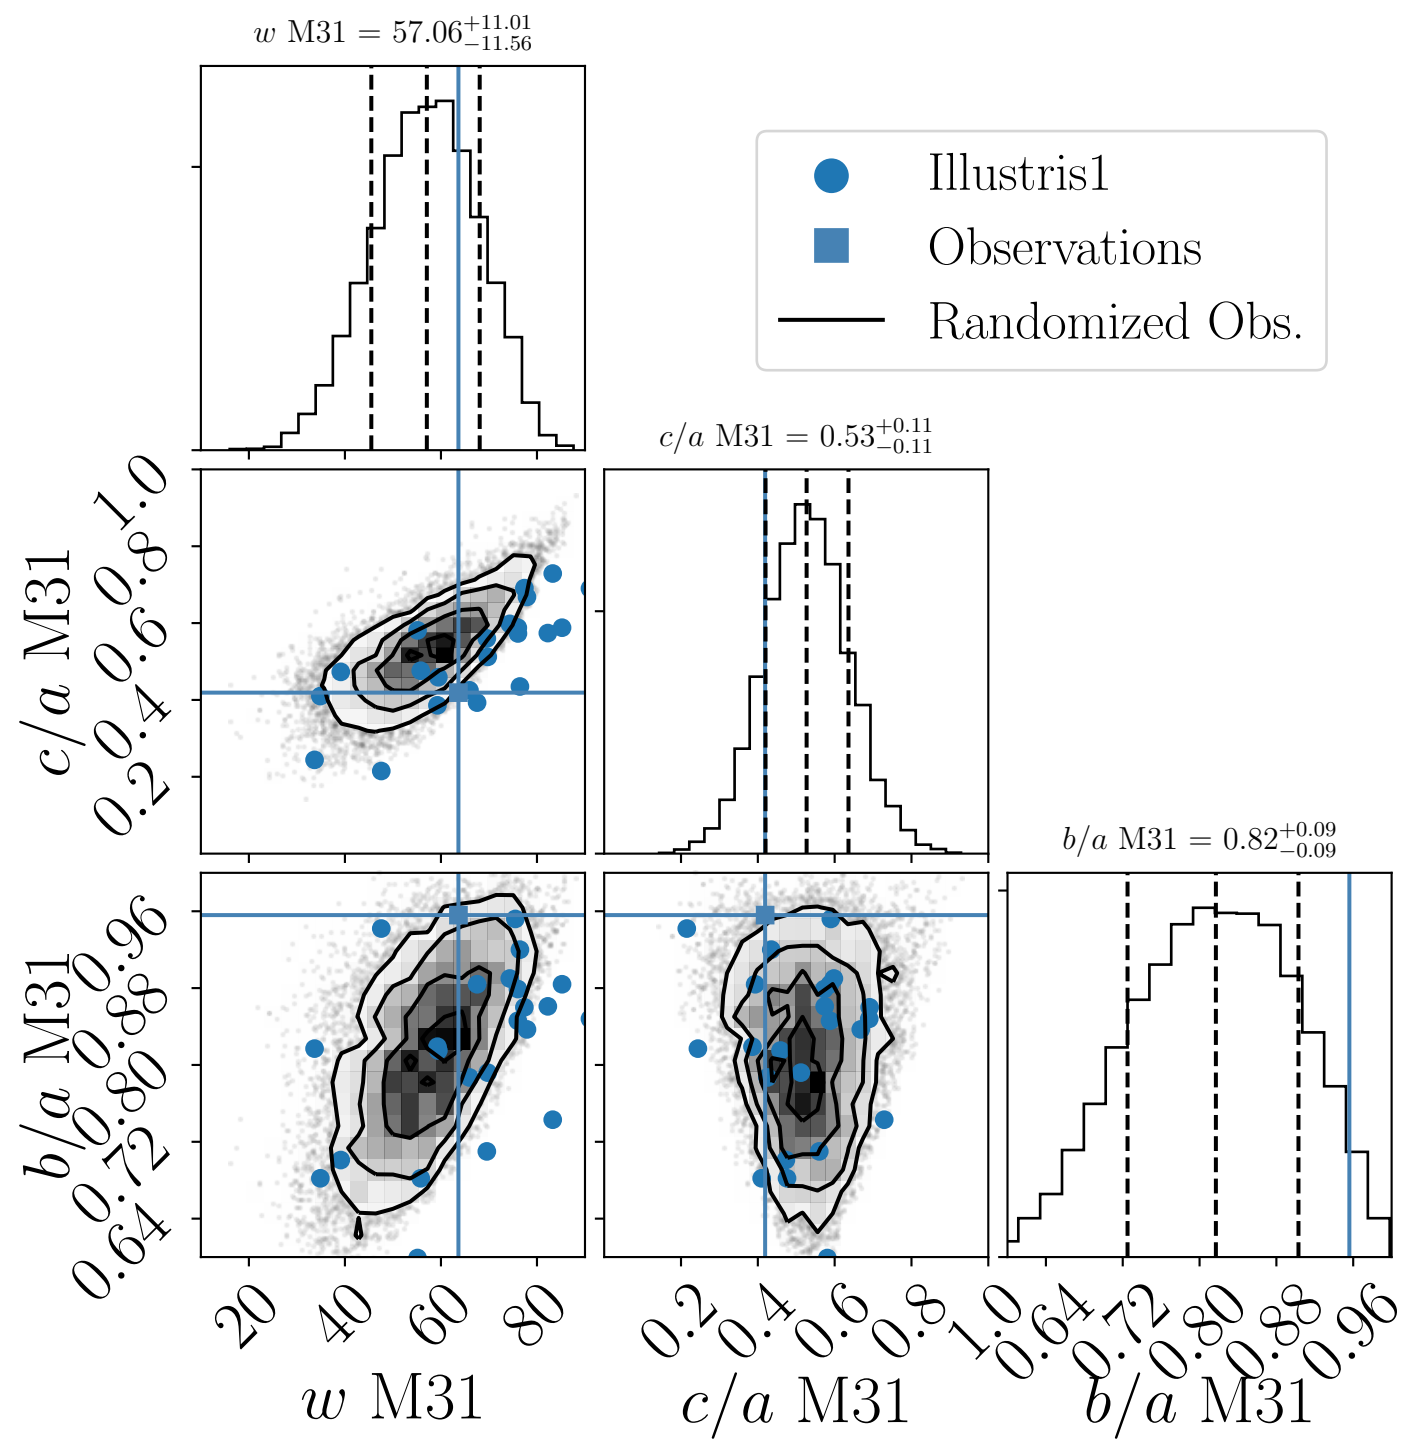 w M31 = 57.06^{+11.01}_{-11.56}
Illustris1
Observations
Randomized Obs.
c/a M31 = 0.53^{+0.11}_{-0.11}
1.0
0.8
0.6
0.4
0.2
c/a M31
b/a M31 = 0.82^{+0.09}_{-0.09}
0.96
0.88
0.80
0.72
0.64
b/a M31
20 40 60 80
w M31
0.2 0.4 0.6 0.8 1.0
c/a M31
0.64 0.72 0.80 0.88 0.96
b/a M31